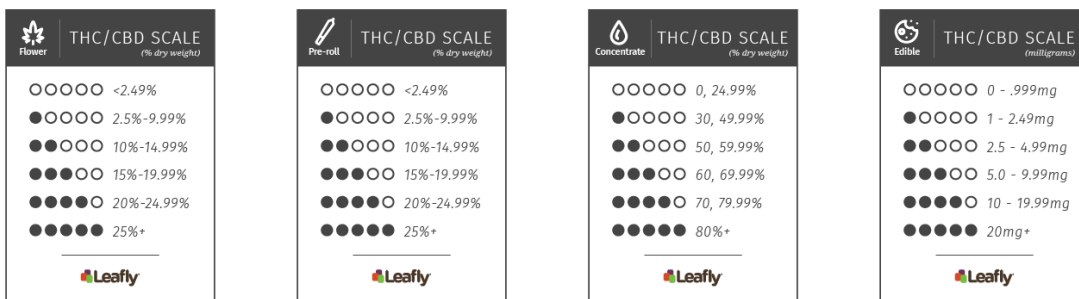 Flower
THC/CBD SCALE
(% dry weight)
<2.49%
2.5%-9.99%
10%-14.99%
15%-19.99%
20%-24.99%
25%+
Leafly
Pre-roll
THC/CBD SCALE
(% dry weight)
<2.49%
2.5%-9.99%
10%-14.99%
15%-19.99%
20%-24.99%
25%+
Leafly
Concentrate
THC/CBD SCALE
(% dry weight)
0, 24.99%
30, 49.99%
50, 59.99%
60, 69.99%
70, 79.99%
80%+
Leafly
Edible
THC/CBD SCALE
(milligrams)
0 - .999mg
1 - 2.49mg
2.5 - 4.99mg
5.0 - 9.99mg
10 - 19.99mg
20mg+
Leafly